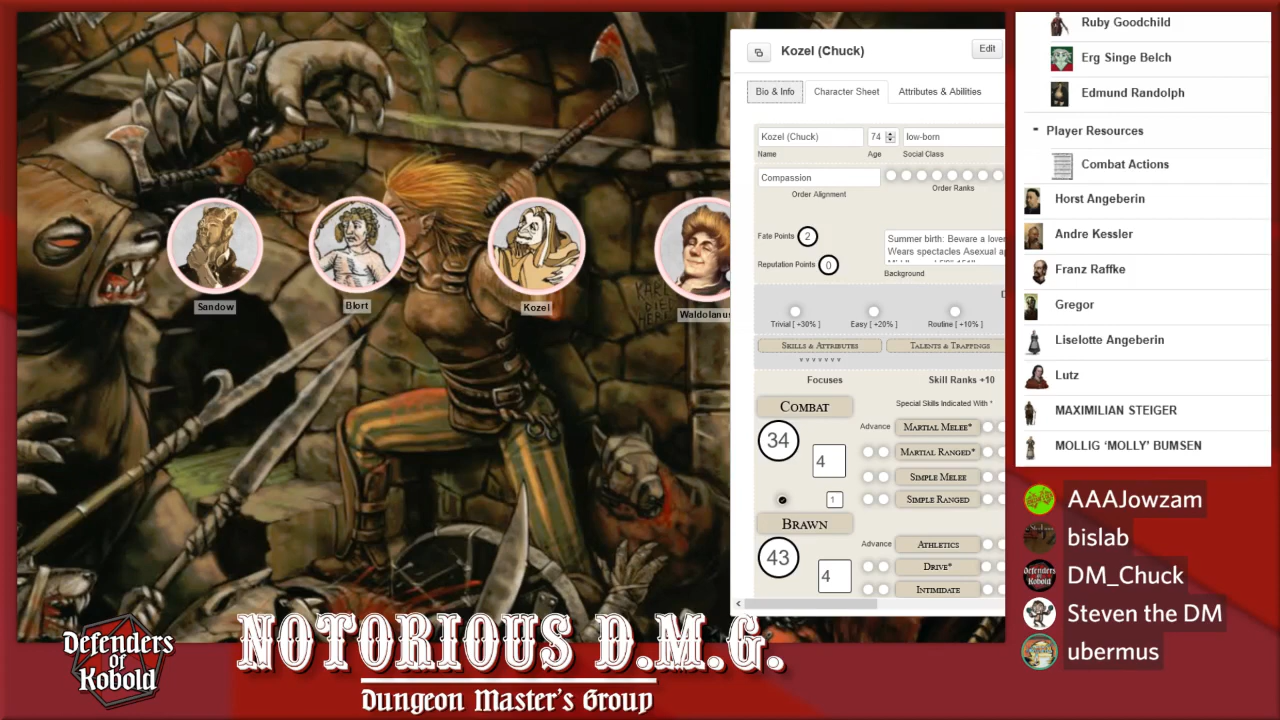 Kozel (Chuck)
Edit
Bio & Info
Character Sheet
Attributes & Abilities
Kozel (Chuck)
74
low-born
Name
Age
Social Class
Compassion
Order Alignment
Order Ranks
Fate Points
2
Reputation Points
0
Summer birth: Beware a lover
Wears spectacles Asexual ap
Background
Trivial [ +30% ]
Easy [ +20% ]
Routine [ +10% ]
Skills & Attributes
Talents & Trappings
Focuses
Skill Ranks +10
Combat
Special Skills Indicated With *
34
4
Advance
Martial Melee*
Martial Ranged*
Simple Melee
1
Simple Ranged
Brawn
43
4
Advance
Athletics
Drive*
Intimidate
Sandow
Blort
Kozel
Waldolanus
Ruby Goodchild
Erg Singe Belch
Edmund Randolph
Player Resources
Combat Actions
Horst Angeberin
Andre Kessler
Franz Raffke
Gregor
Liselotte Angeberin
Lutz
MAXIMILIAN STEIGER
MOLLIG ‘MOLLY’ BUMSEN
AAAJowzam
bislab
DM_Chuck
Steven the DM
ubermus
Defenders
of
Kobold
NOTORIOUS D.M.G.
Dungeon Master's Group